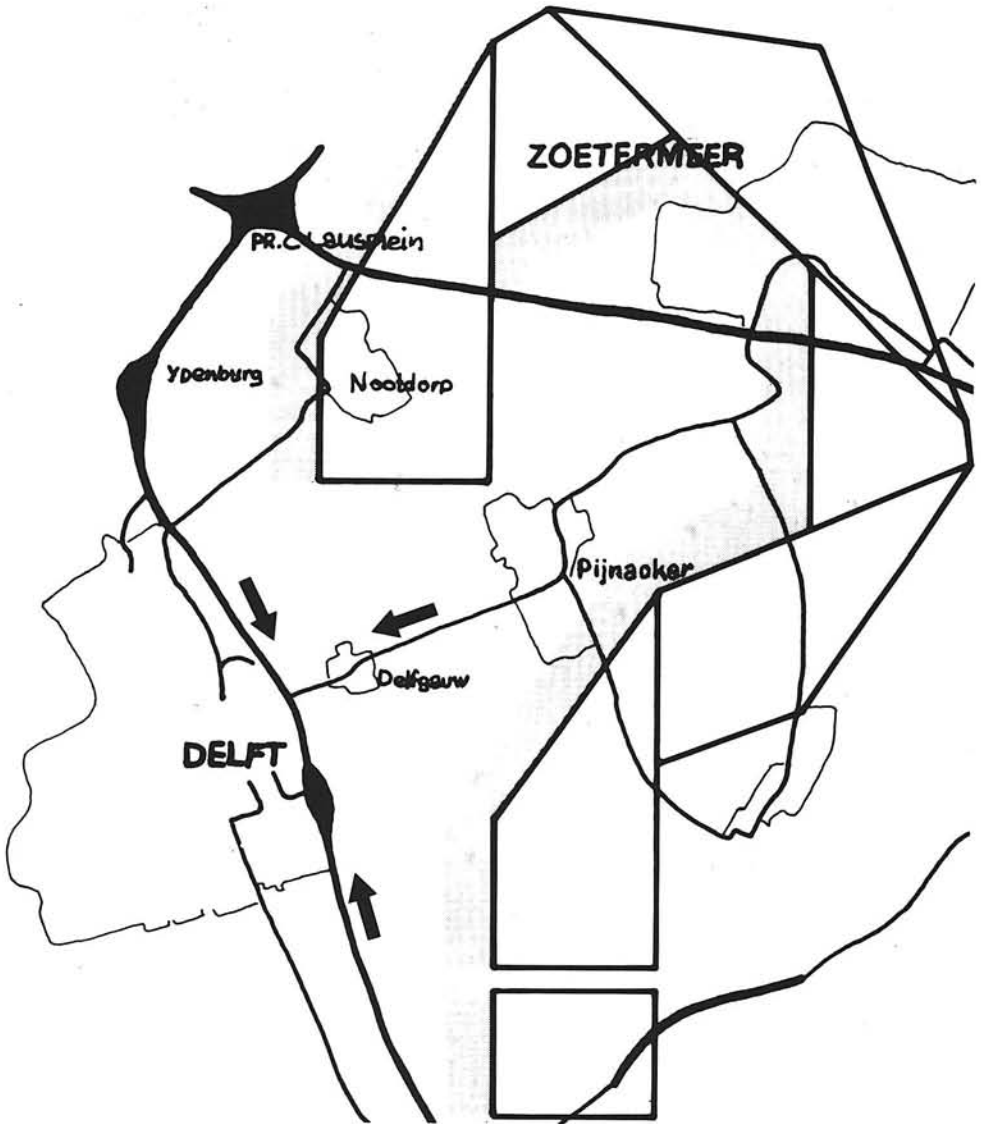 ZOETERMEER
PR.CLausplein
Ypenburg
Nootdorp
Pijnacker
Delfgauw
DELFT